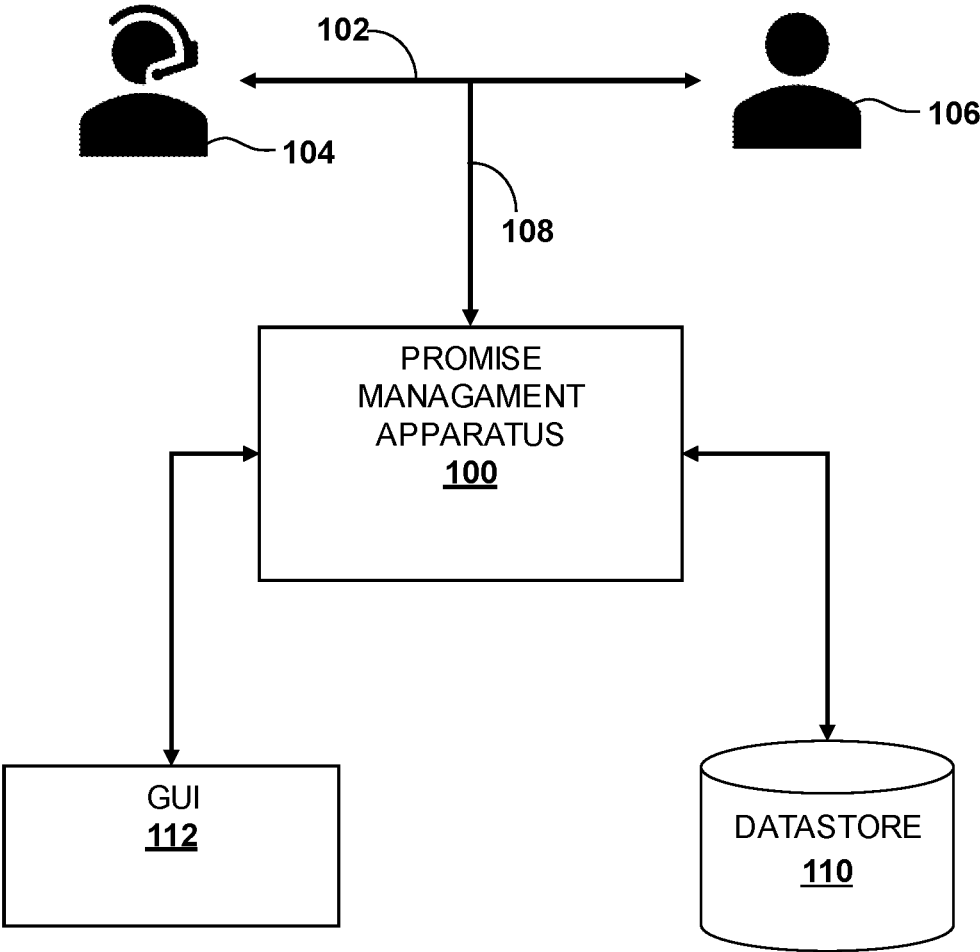 102
106
104
108
PROMISE
MANAGAMENT
APPARATUS
100
GUI
112
DATASTORE
110